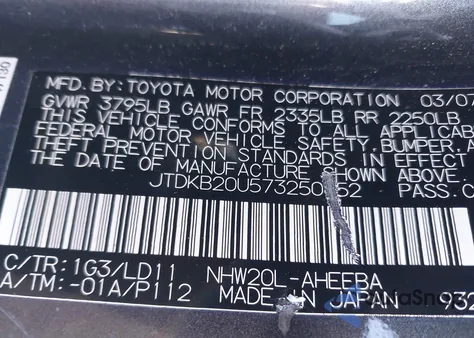 MFD.BY: TOYOTA MOTOR CORPORATION 03/07
GVWR 3795LB GAWR FR 2335LB RR 2250LB
THIS VEHICLE CONFORMS TO ALL APPLICAB
FEDERAL MOTOR VEHICLE SAFETY, BUMPER, A
THEFT PREVENTION STANDARDS IN EFFECT
THE DATE OF MANUFACTURE SHOWN ABOVE.
PASS.C
C/TR:1G3/LD11 NHW20L-AHEEBA
A/TM:-01A/P112 MADE IN JAPAN 932